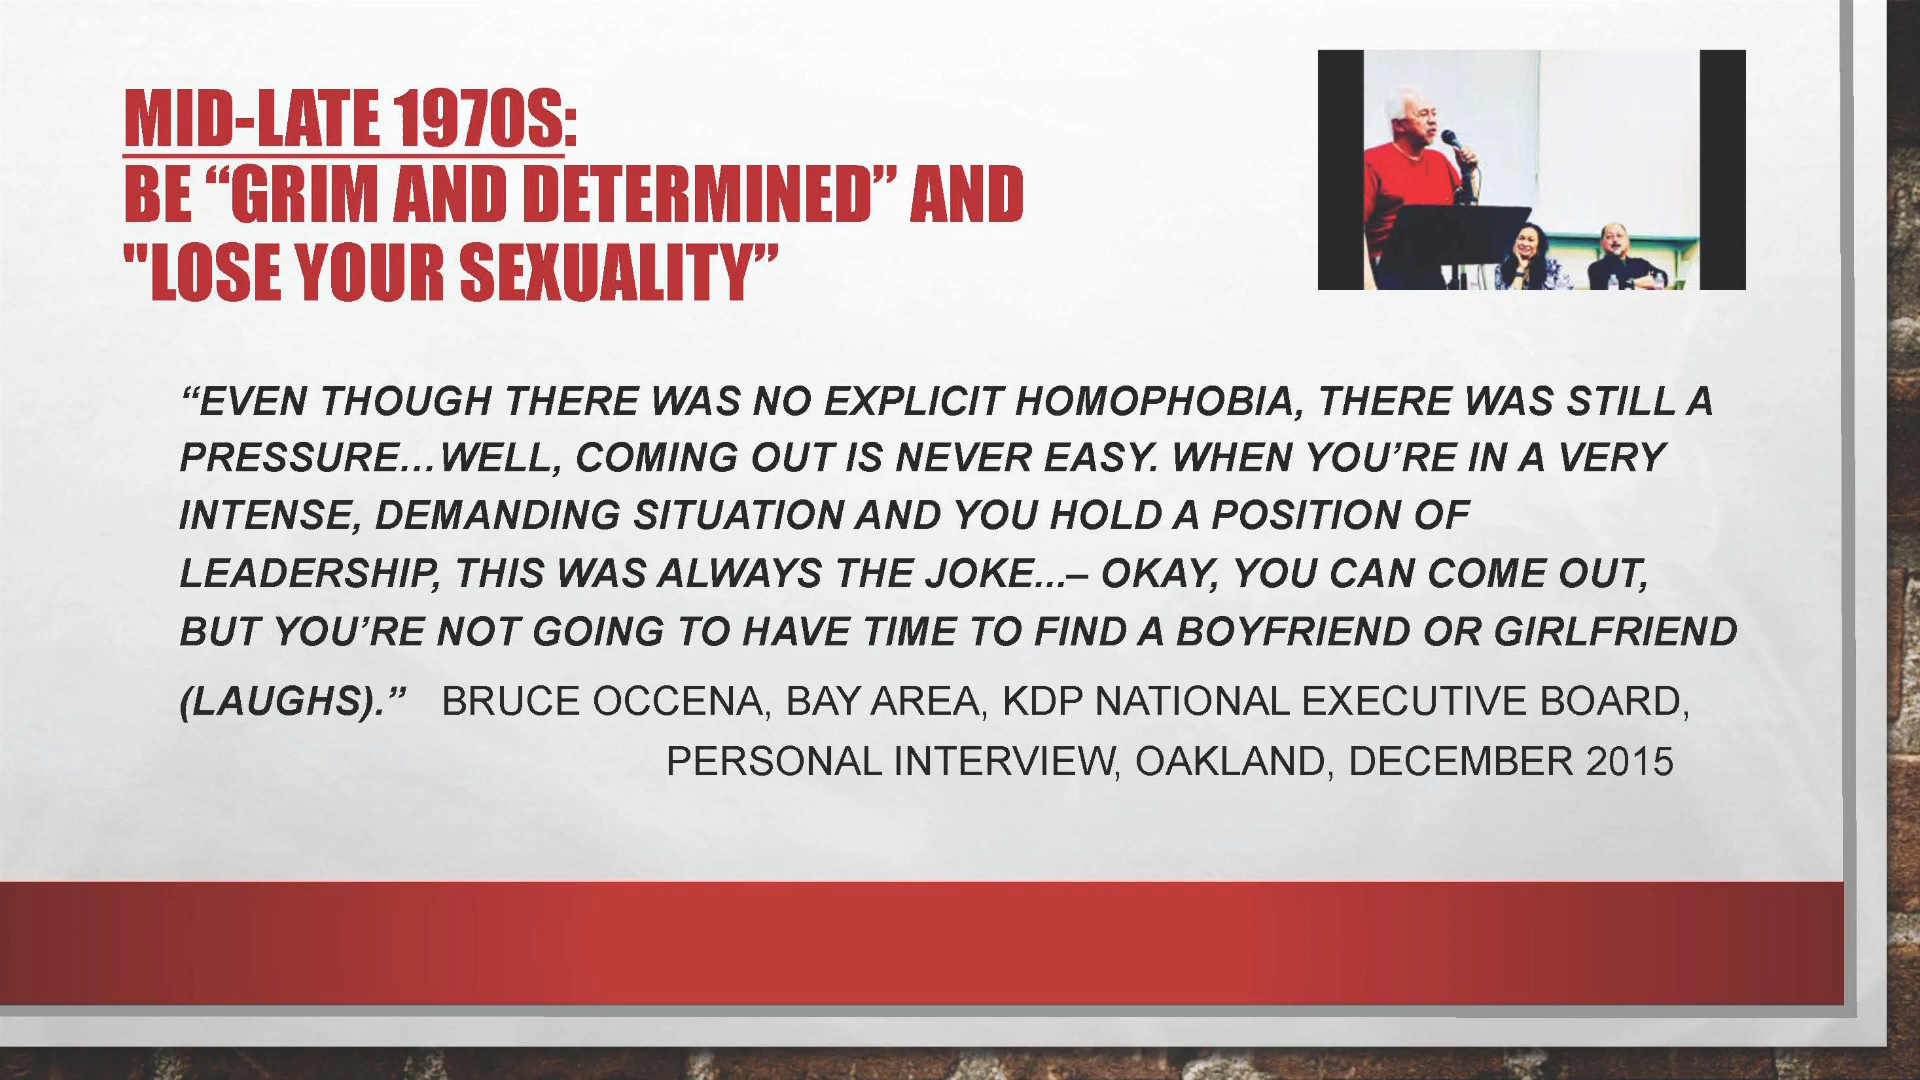 MID-LATE 1970S:
BE “GRIM AND DETERMINED” AND
"LOSE YOUR SEXUALITY”
“EVEN THOUGH THERE WAS NO EXPLICIT HOMOPHOBIA, THERE WAS STILL A
PRESSURE…WELL, COMING OUT IS NEVER EASY. WHEN YOU’RE IN A VERY
INTENSE, DEMANDING SITUATION AND YOU HOLD A POSITION OF
LEADERSHIP, THIS WAS ALWAYS THE JOKE...– OKAY, YOU CAN COME OUT,
BUT YOU’RE NOT GOING TO HAVE TIME TO FIND A BOYFRIEND OR GIRLFRIEND
(LAUGHS).” BRUCE OCCENA, BAY AREA, KDP NATIONAL EXECUTIVE BOARD,
PERSONAL INTERVIEW, OAKLAND, DECEMBER 2015